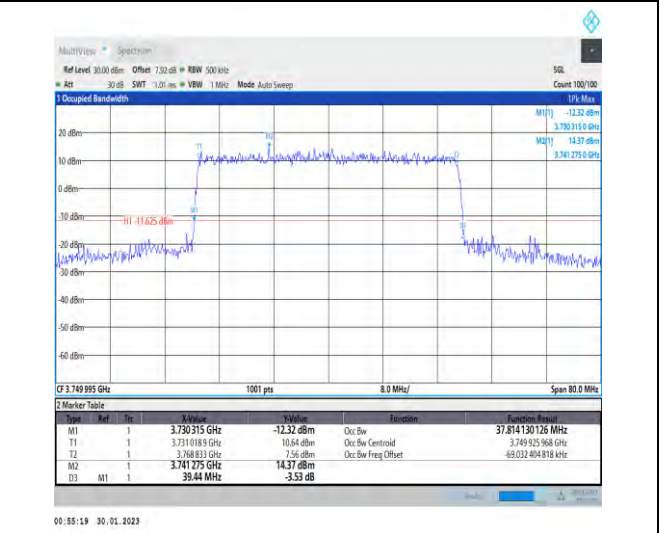 MultiView Spectrum
Ref Level 30.00 dBm Offset 7.92 dB RBW 500 kHz SGL
Att 30 dB SWT 1.01 ms VBW 1 MHz Mode Auto Sweep Count 100/100
1 Occupied Bandwidth 1Pk Max
M1[1] -12.32 dBm
3.730 315 0 GHz
M2[1] 14.37 dBm
3.741 275 0 GHz
20 dBm
M2
T1
T2
10 dBm
0 dBm
M1
-10 dBm
H1 -11.625 dBm
D3
-20 dBm
-30 dBm
-40 dBm
-50 dBm
-60 dBm
CF 3.749 995 GHz 1001 pts 8.0 MHz/ Span 80.0 MHz
2 Marker Table
Type Ref Trc X-Value Y-Value Function Function Result
M1 1 3.730 315 GHz -12.32 dBm Occ Bw 37.814 130 126 MHz
T1 1 3.731 018 9 GHz 10.64 dBm Occ Bw Centroid 3.749 925 968 GHz
T2 1 3.768 833 GHz 7.56 dBm Occ Bw Freq Offset -69.032 404 818 kHz
M2 1 3.741 275 GHz 14.37 dBm
D3 M1 1 39.44 MHz -3.53 dB
00:55:19 30.01.2023